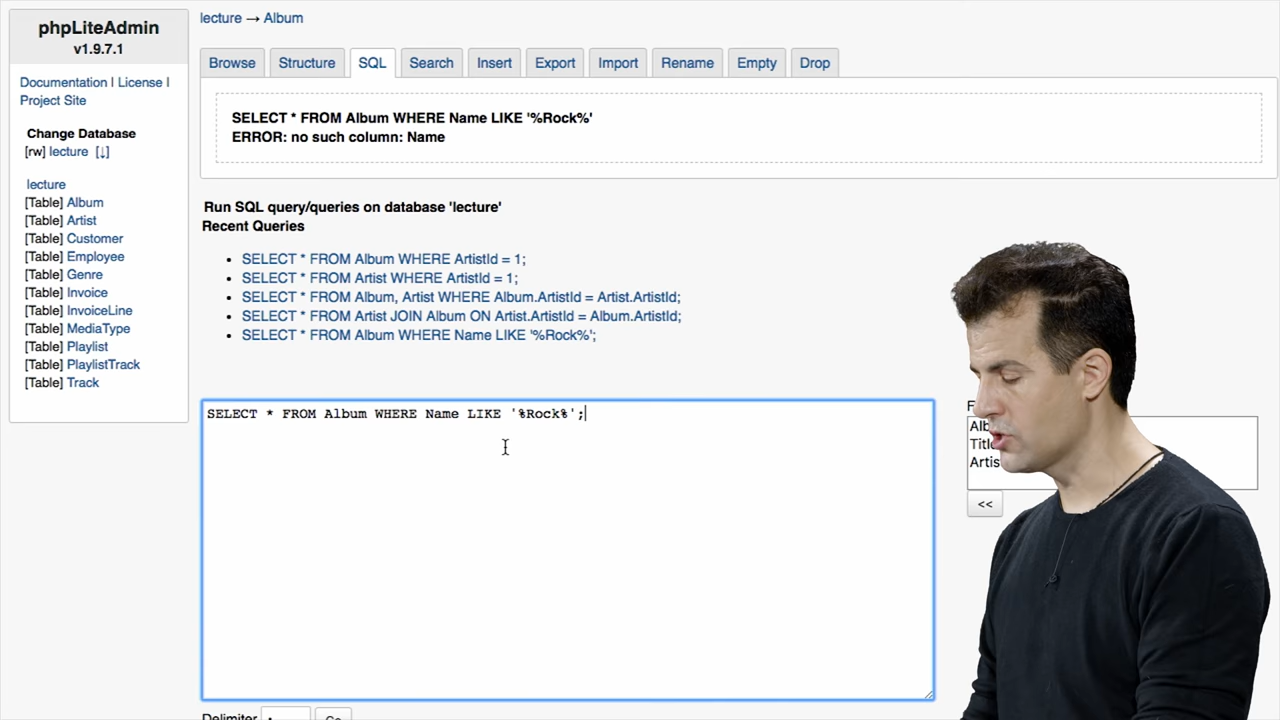 phpLiteAdmin
v1.9.7.1
Documentation | License |
Project Site
Change Database
[rw] lecture [↓]
lecture
[Table] Album
[Table] Artist
[Table] Customer
[Table] Employee
[Table] Genre
[Table] Invoice
[Table] InvoiceLine
[Table] MediaType
[Table] Playlist
[Table] PlaylistTrack
[Table] Track
lecture → Album
Browse Structure SQL Search Insert Export Import Rename Empty Drop
SELECT * FROM Album WHERE Name LIKE '%Rock%'
ERROR: no such column: Name
Run SQL query/queries on database 'lecture'
Recent Queries
• SELECT * FROM Album WHERE ArtistId = 1;
• SELECT * FROM Artist WHERE ArtistId = 1;
• SELECT * FROM Album, Artist WHERE Album.ArtistId = Artist.ArtistId;
• SELECT * FROM Artist JOIN Album ON Artist.ArtistId = Album.ArtistId;
• SELECT * FROM Album WHERE Name LIKE '%Rock%';
SELECT * FROM Album WHERE Name LIKE '%Rock%';
<<
Delimiter ; Go